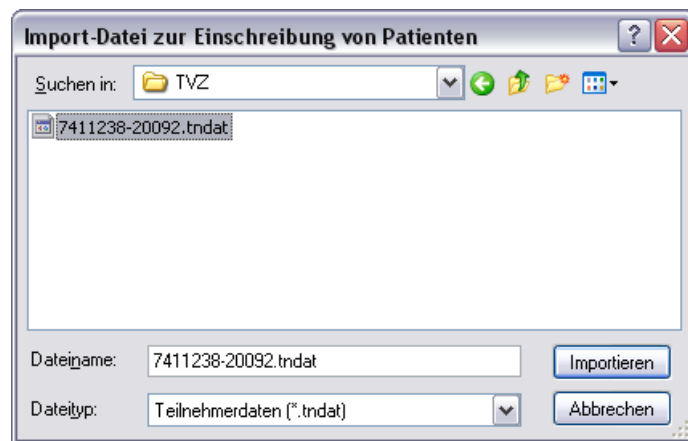 Import-Datei zur Einschreibung von Patienten
Suchen in: TVZ
7411238-20092.tndat
Dateiname: 7411238-20092.tndat Importieren
Dateityp: Teilnehmerdaten (*.tndat) Abbrechen